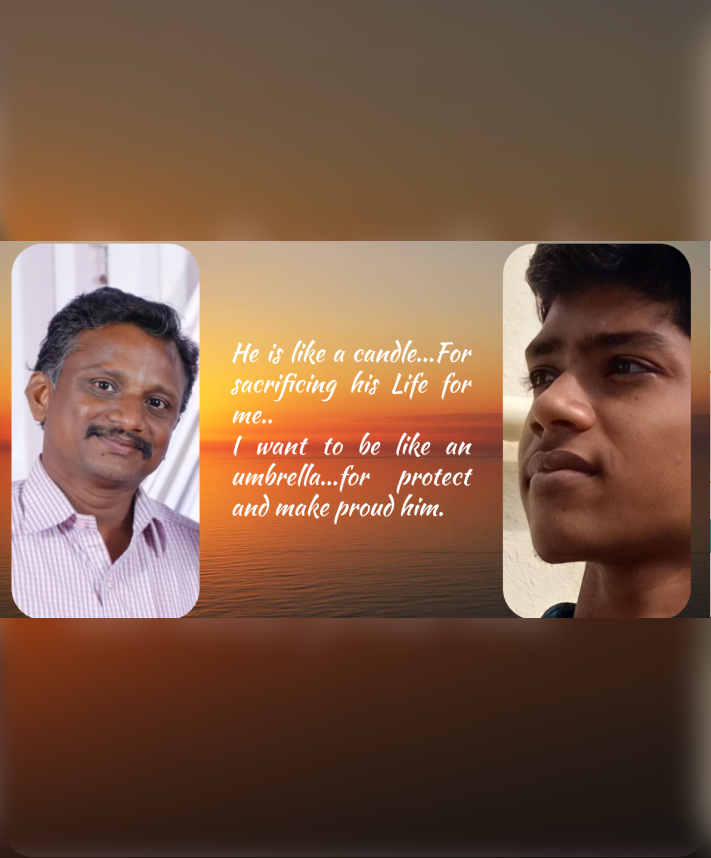 He is like a candle...For
sacrificing his Life for
me..
I want to be like an
umbrella...for protect
and make proud him.